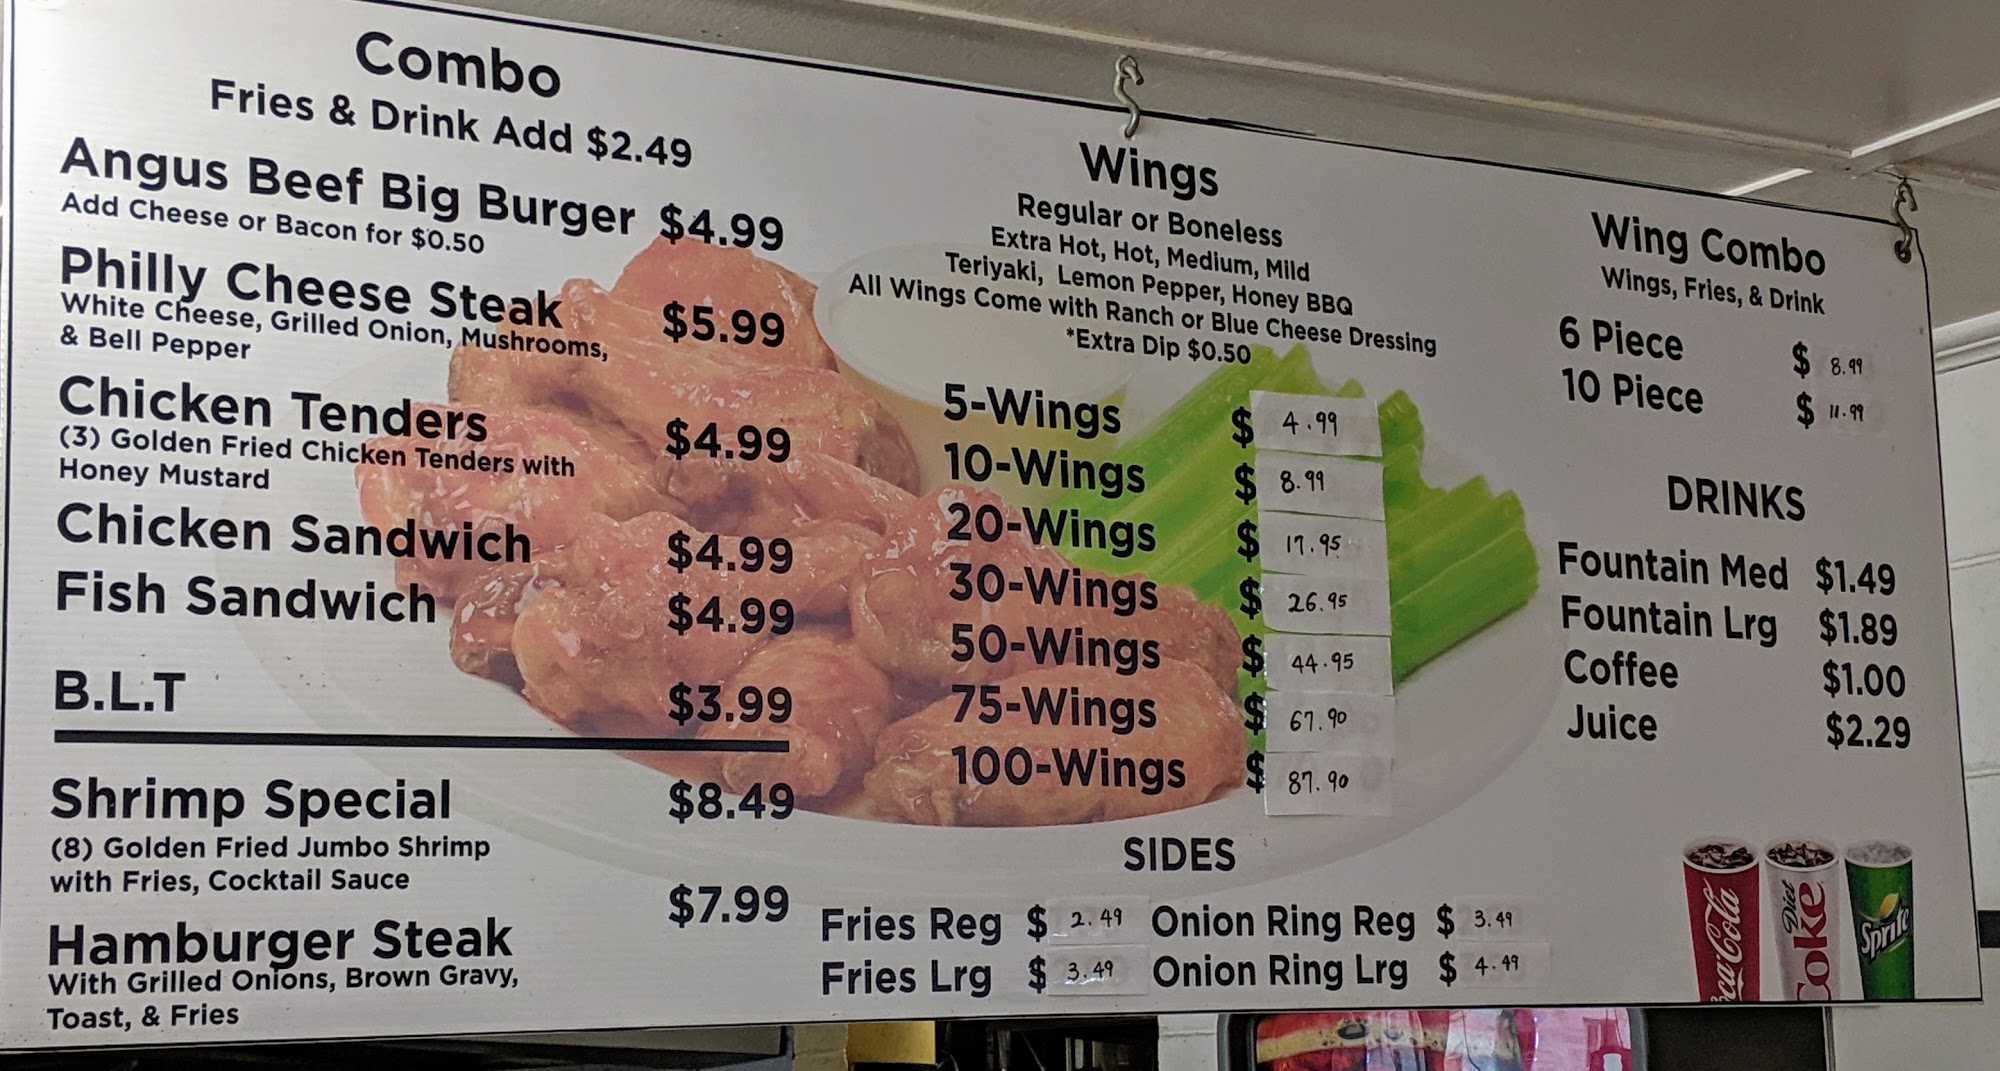 Combo
Fries & Drink Add $2.49
Angus Beef Big Burger $4.99
Add Cheese or Bacon for $0.50
Philly Cheese Steak $5.99
White Cheese, Grilled Onion, Mushrooms,
& Bell Pepper
Chicken Tenders $4.99
(3) Golden Fried Chicken Tenders with
Honey Mustard
Chicken Sandwich $4.99
Fish Sandwich $4.99
B.L.T $3.99
Shrimp Special $8.49
(8) Golden Fried Jumbo Shrimp
with Fries, Cocktail Sauce
Hamburger Steak $7.99
With Grilled Onions, Brown Gravy,
Toast, & Fries
Wings
Regular or Boneless
Extra Hot, Hot, Medium, Mild
Teriyaki, Lemon Pepper, Honey BBQ
All Wings Come with Ranch or Blue Cheese Dressing
*Extra Dip $0.50
5-Wings $ 4.99
10-Wings $ 8.99
20-Wings $ 17.95
30-Wings $ 26.95
50-Wings $ 44.95
75-Wings $ 67.90
100-Wings $ 87.90
SIDES
Fries Reg $ 2.49 Onion Ring Reg $ 3.49
Fries Lrg $ 3.49 Onion Ring Lrg $ 4.49
Wing Combo
Wings, Fries, & Drink
6 Piece $ 8.99
10 Piece $ 11.99
DRINKS
Fountain Med $1.49
Fountain Lrg $1.89
Coffee $1.00
Juice $2.29
Coca-Cola
Diet Coke
Sprite